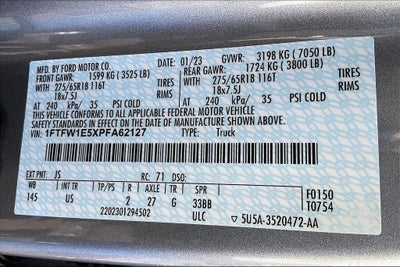 MFT. BY FORD MOTOR CO.
01/23 GVWR: 3198 KG (7050 LB)
FRONT GAWR: 1599 KG (3525 LB)
REAR GAWR: 1724 KG (3800 LB)
275/65R18 116T TIRES 275/65R18 116T TIRES
18x7.5J RIMS 18x7.5J RIMS
AT 240 kPa/ 35 PSI COLD AT 240 kPa/ 35 PSI COLD
THIS VEHICLE CONFORMS TO ALL APPLICABLE FEDERAL MOTOR VEHICLE
SAFETY STANDARDS IN EFFECT ON THE DATE OF MANUFACTURE SHOWN ABOVE.
VIN: 1FTFW1E5XPFA62127 TYPE: Truck
EXT PNT: JS RC: 71 DSO:
WB TP/PS R AXLE TR SPR
145 US 2 27 G 33BB
F0150
T0754
2202301294502 ULC
5U5A-3520472-AA